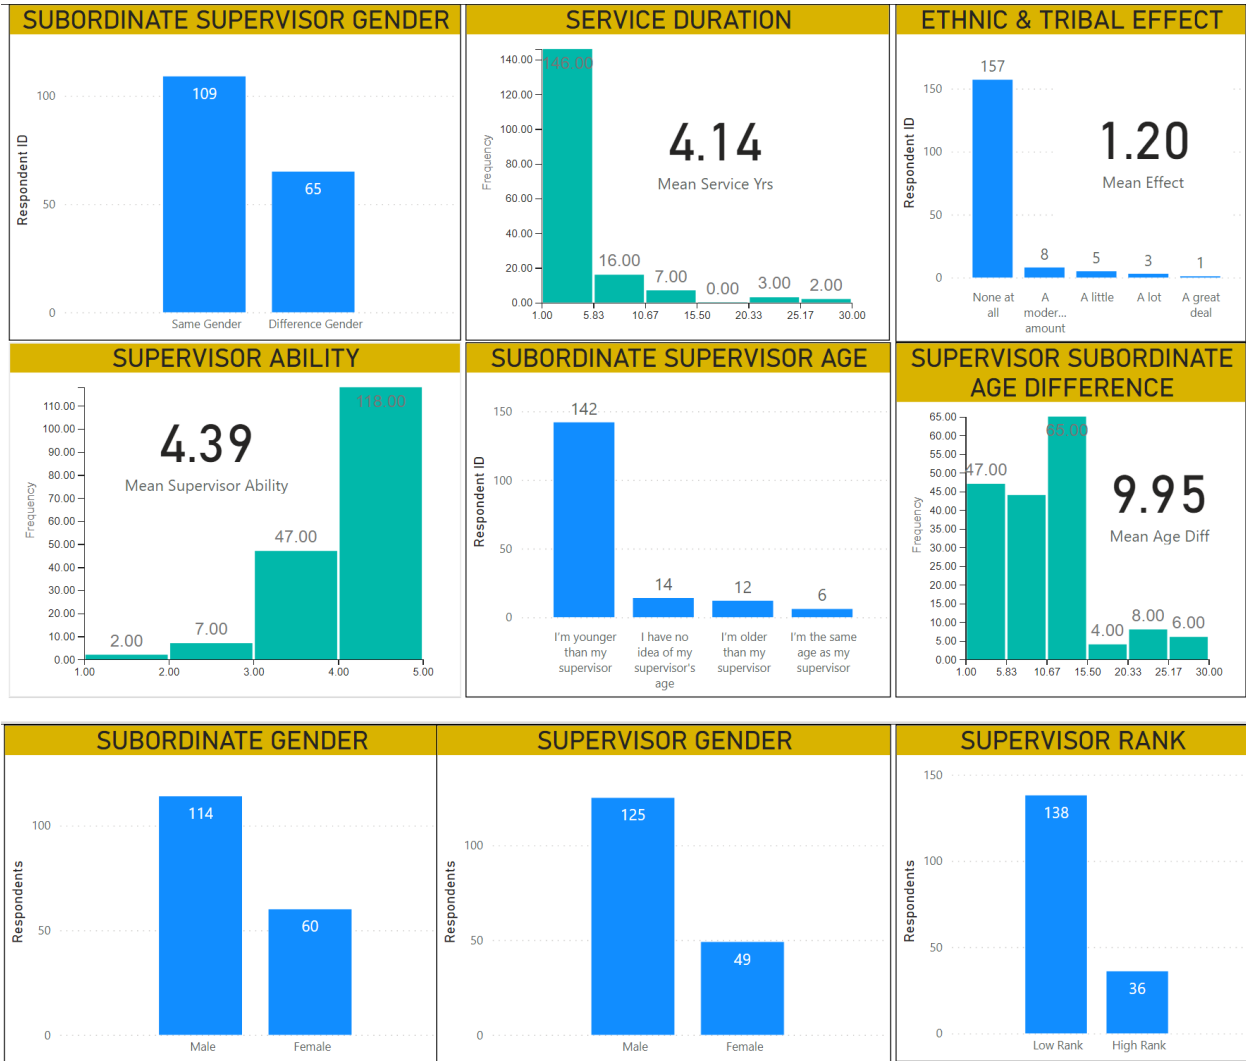 SUBORDINATE SUPERVISOR GENDER
Respondent ID
100
50
0
109
65
Same Gender
Difference Gender
SERVICE DURATION
Frequency
140.00
120.00
100.00
80.00
60.00
40.00
20.00
0.00
146.00
16.00
7.00
0.00
3.00
2.00
1.00
5.83
10.67
15.50
20.33
25.17
30.00
4.14
Mean Service Yrs
ETHNIC & TRIBAL EFFECT
Respondent ID
150
100
50
0
157
8
5
3
1
None at
all
A
moder...
amount
A little
A lot
A great
deal
1.20
Mean Effect
SUPERVISOR ABILITY
Frequency
110.00
100.00
90.00
80.00
70.00
60.00
50.00
40.00
30.00
20.00
10.00
0.00
2.00
7.00
47.00
118.00
1.00
2.00
3.00
4.00
5.00
4.39
Mean Supervisor Ability
SUBORDINATE SUPERVISOR AGE
Respondent ID
150
100
50
0
142
14
12
6
I'm younger
than my
supervisor
I have no
idea of my
supervisor's
age
I'm older
than my
supervisor
I'm the same
age as my
supervisor
SUPERVISOR SUBORDINATE
AGE DIFFERENCE
Frequency
65.00
60.00
55.00
50.00
45.00
40.00
35.00
30.00
25.00
20.00
15.00
10.00
5.00
0.00
47.00
65.00
4.00
8.00
6.00
1.00
5.83
10.67
15.50
20.33
25.17
30.00
9.95
Mean Age Diff
SUBORDINATE GENDER
Respondents
100
50
0
114
60
Male
Female
SUPERVISOR GENDER
Respondents
100
50
0
125
49
Male
Female
SUPERVISOR RANK
Respondents
150
100
50
0
138
36
Low Rank
High Rank